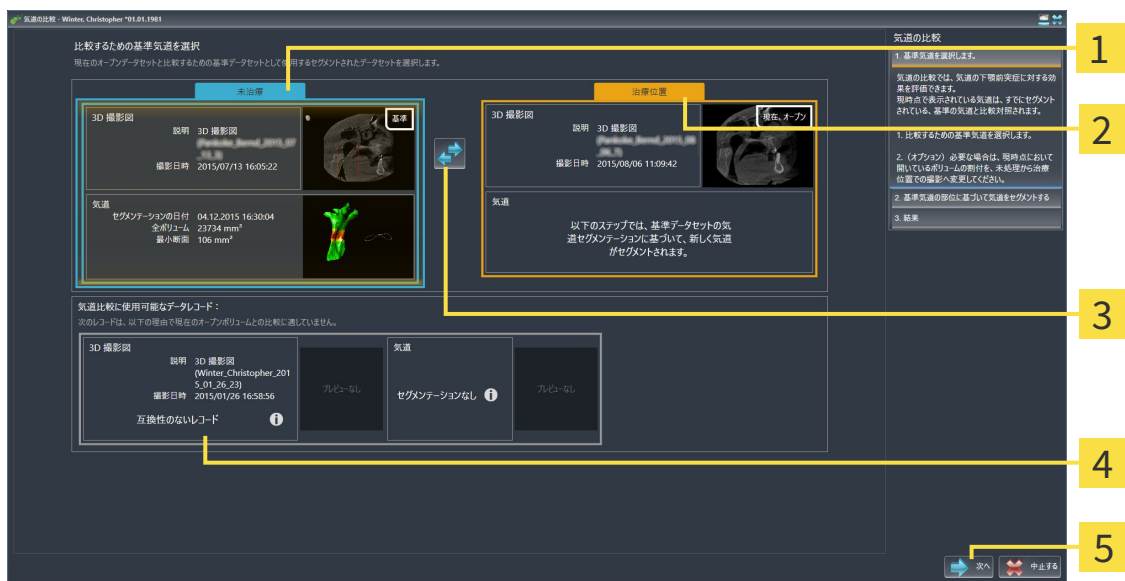 気道の比較 - Winter, Christopher *01.01.1981
比較するための基準気道を選択
現在のオープンデータセットと比較するための基準データセットとして使用するセグメントされたデータセットを選択します。
未治療
3D 撮影図
説明 3D 撮影図
撮影日時 2015/07/13 16:05:22
基準
気道
セグメンテーションの日付 04.12.2015 16:30:04
全ボリューム 23734 mm³
最小断面 106 mm²
治療位置
3D 撮影図
説明 3D 撮影図
撮影日時 2015/08/06 11:09:42
現在、オープン
気道
以下のステップでは、基準データセットの気
道セグメンテーションに基づいて、新しく気道
がセグメントされます。
気道比較に使用可能なデータレコード：
次のレコードは、以下の理由で現在のオープンボリュームとの比較に適していません。
3D 撮影図
説明 3D 撮影図
(Winter_Christopher_201
5_01_26_23)
撮影日時 2015/01/26 16:58:56
互換性のないレコード
プレビューなし
気道
セグメンテーションなし
プレビューなし
気道の比較
1. 基準気道を選択します。
気道の比較では、気道の下顎前突症に対する効
果を評価できます。
現時点で表示されている気道は、すでにセグメント
されている、基準の気道と比較対照されます。
1. 比較するための基準気道を選択します。
2. （オプション）必要な場合は、現時点において
開いているボリュームの割付を、未処理から治療
位置での撮影へ変更してください。
2. 基準気道の部位に基づいて気道をセグメントする
3. 結果
次へ
中止する
1
2
3
4
5